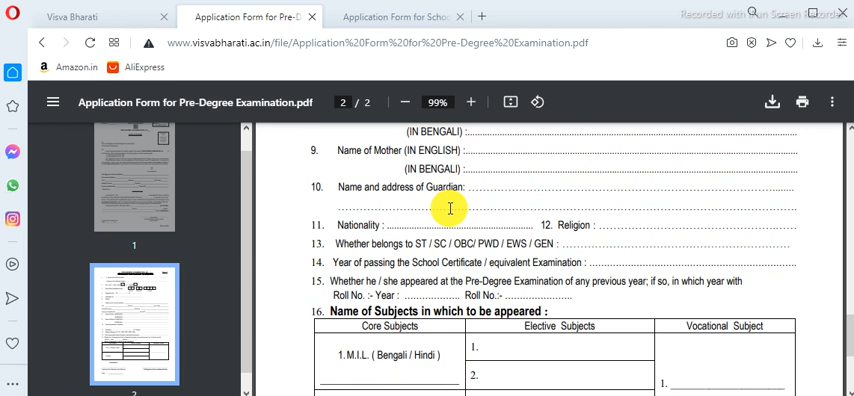 Visva Bharati
Application Form for Pre-D
Application Form for School
Recorded with iFun Screen Recorder
www.visvabharati.ac.in/file/Application%20Form%20for%20Pre-Degree%20Examination.pdf
Amazon.in AliExpress
Application Form for Pre-Degree Examination.pdf 2 / 2 99%
(IN BENGALI) :
9. Name of Mother (IN ENGLISH) :
(IN BENGALI) :
10. Name and address of Guardian:
11. Nationality : 12. Religion :
13. Whether belongs to ST / SC / OBC/ PWD / EWS / GEN :
14. Year of passing the School Certificate / equivalent Examination :
15. Whether he / she appeared at the Pre-Degree Examination of any previous year; if so, in which year with
Roll No. :- Year : Roll No.:-
16. Name of Subjects in which to be appeared :
Core Subjects Elective Subjects Vocational Subject
1. M.I.L. ( Bengali / Hindi ) 1.
2.
1.
1
2